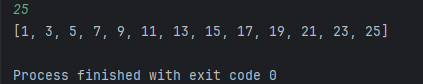 25
[1, 3, 5, 7, 9, 11, 13, 15, 17, 19, 21, 23, 25]
Process finished with exit code 0